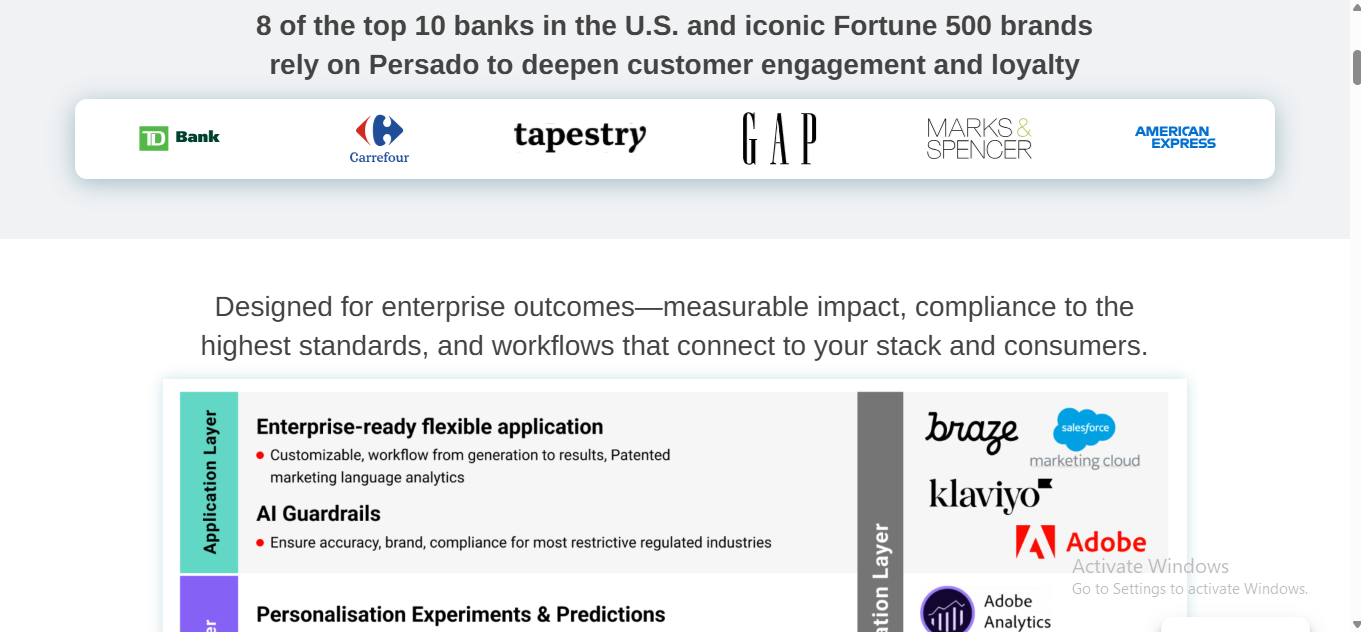 8 of the top 10 banks in the U.S. and iconic Fortune 500 brands
rely on Persado to deepen customer engagement and loyalty
TD Bank
Carrefour
tapestry
GAP
MARKS &
SPENCER
AMERICAN
EXPRESS
Designed for enterprise outcomes—measurable impact, compliance to the
highest standards, and workflows that connect to your stack and consumers.
Application Layer
Enterprise-ready flexible application
Customizable, workflow from generation to results, Patented
marketing language analytics
AI Guardrails
Ensure accuracy, brand, compliance for most restrictive regulated industries
Personalisation Experiments & Predictions
Layer
braze
salesforce
marketing cloud
klaviyo
Adobe
Adobe
Analytics
Activate Windows
Go to Settings to activate Windows.